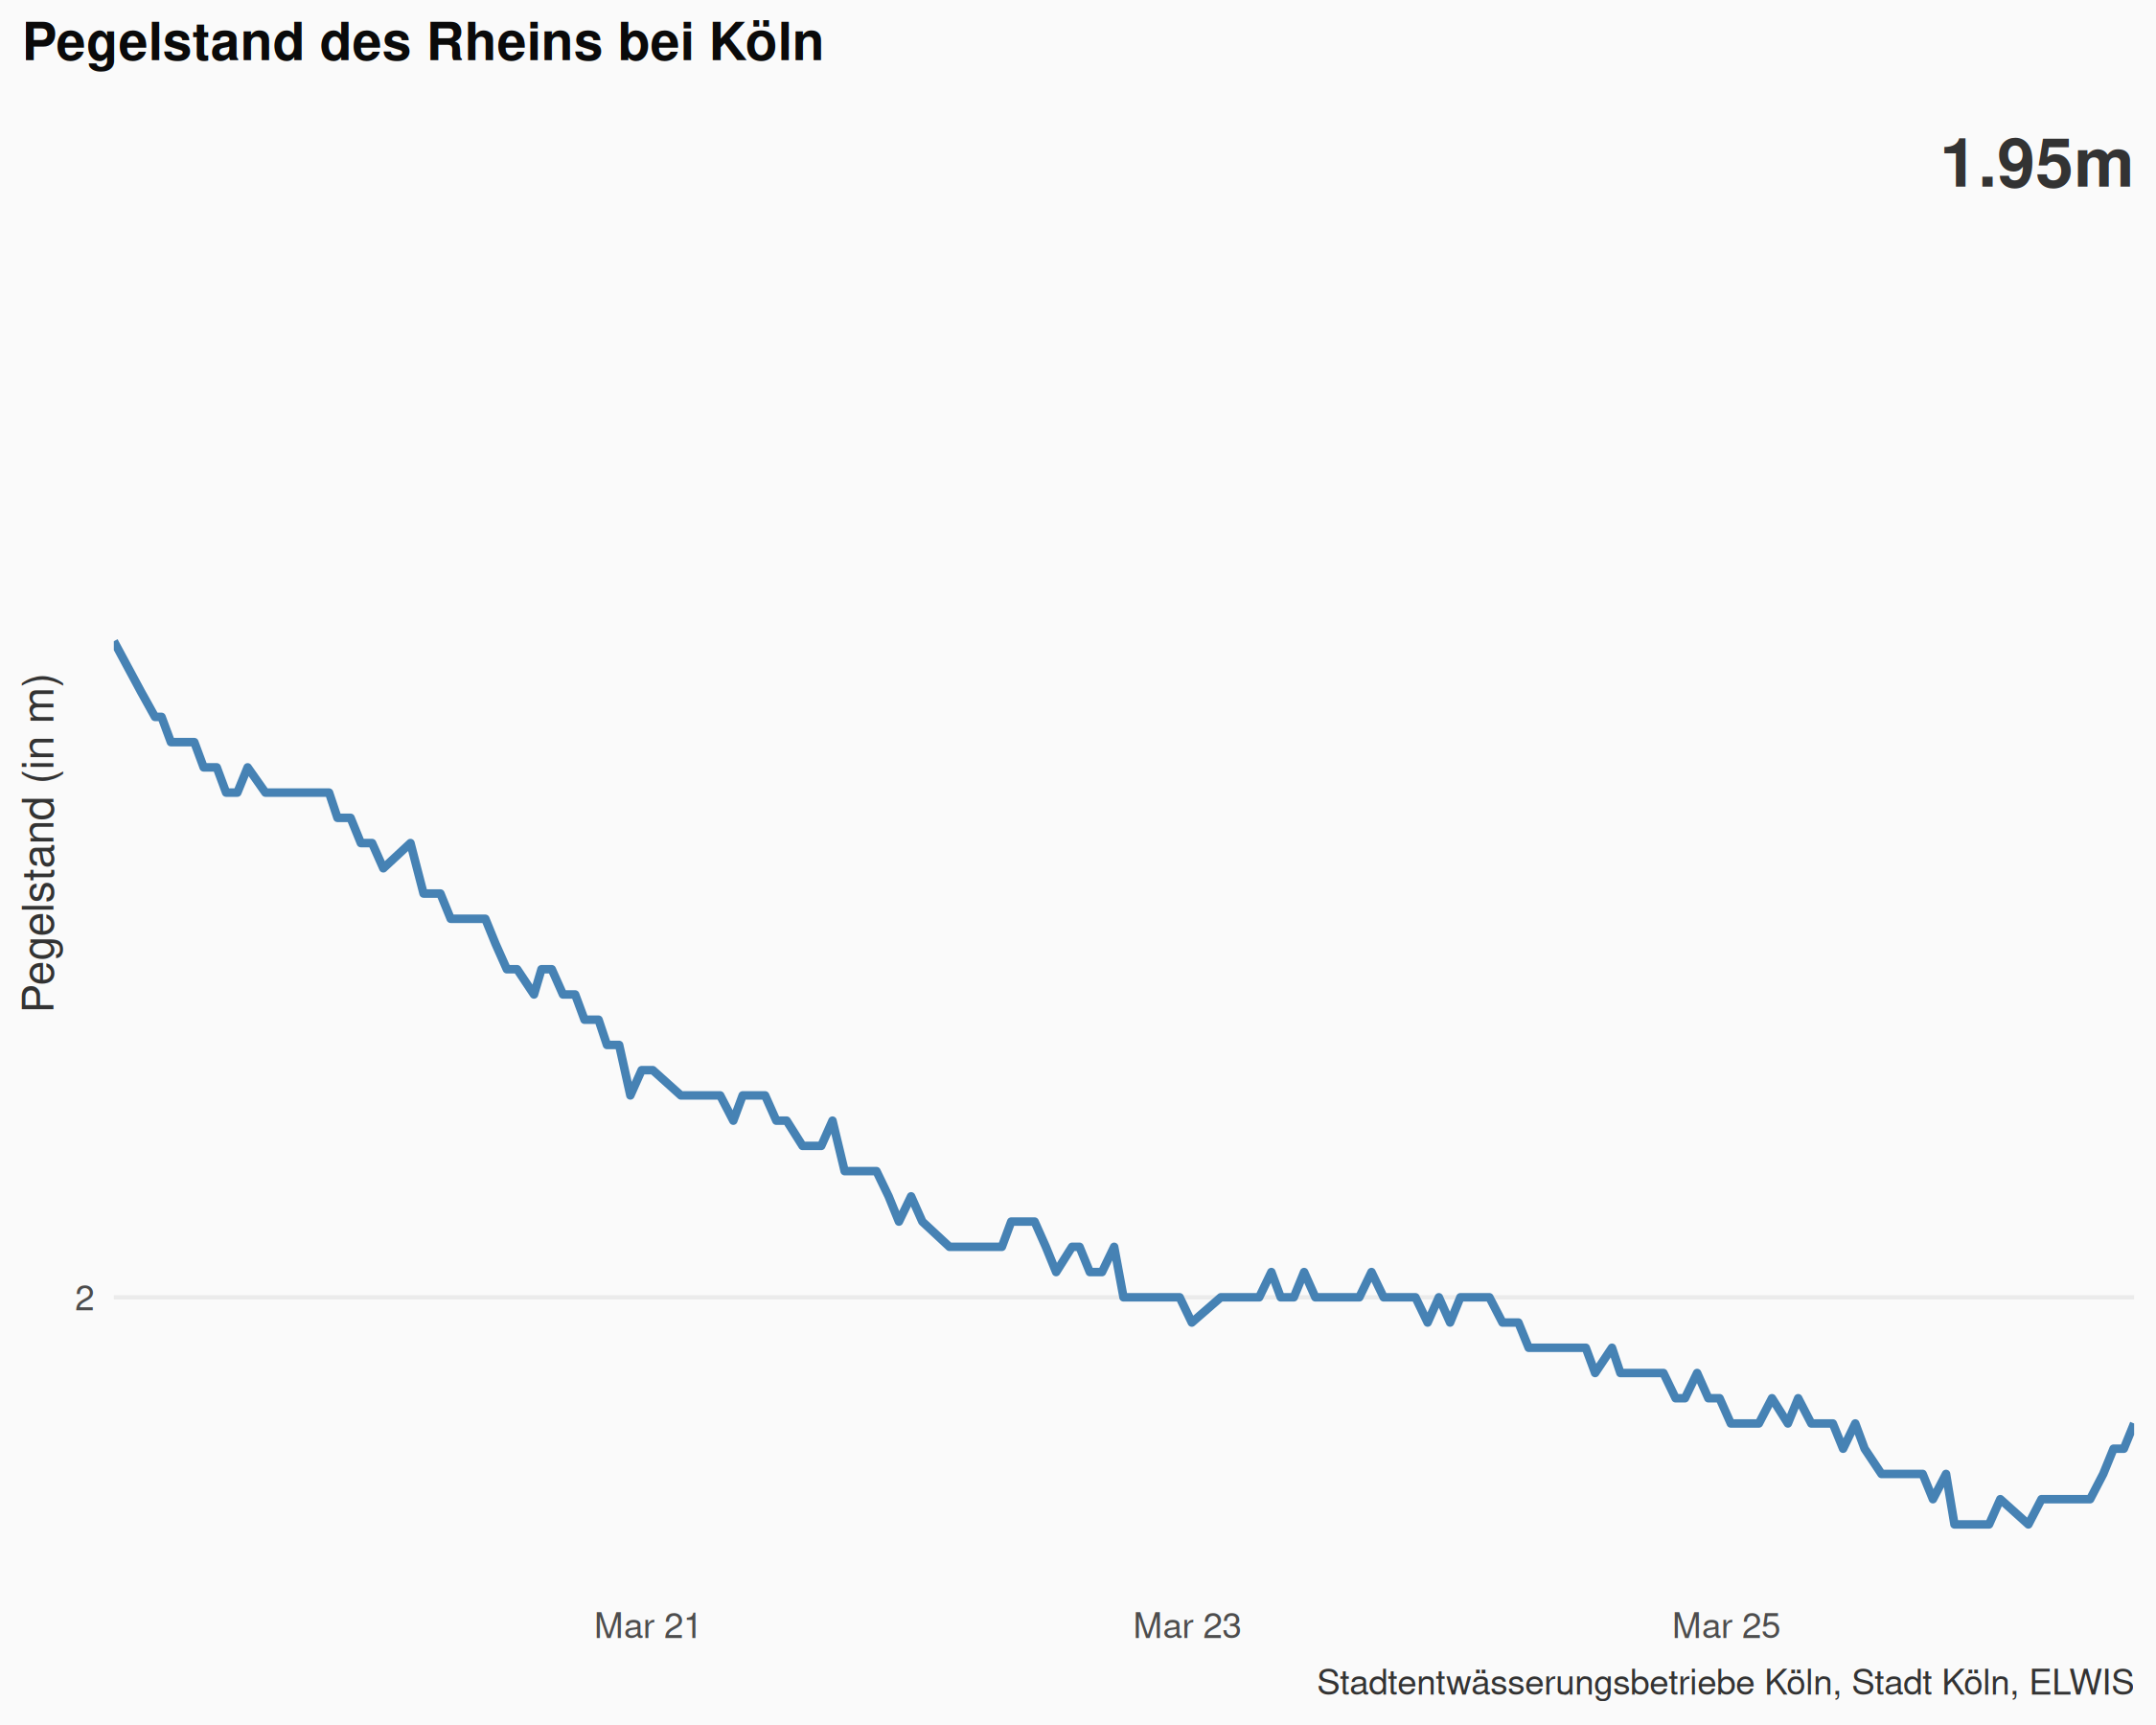 Pegelstand des Rheins bei Köln
1.95m
Pegelstand (in m)
2
Mar 21
Mar 23
Mar 25
Stadtentwässerungsbetriebe Köln, Stadt Köln, ELWIS